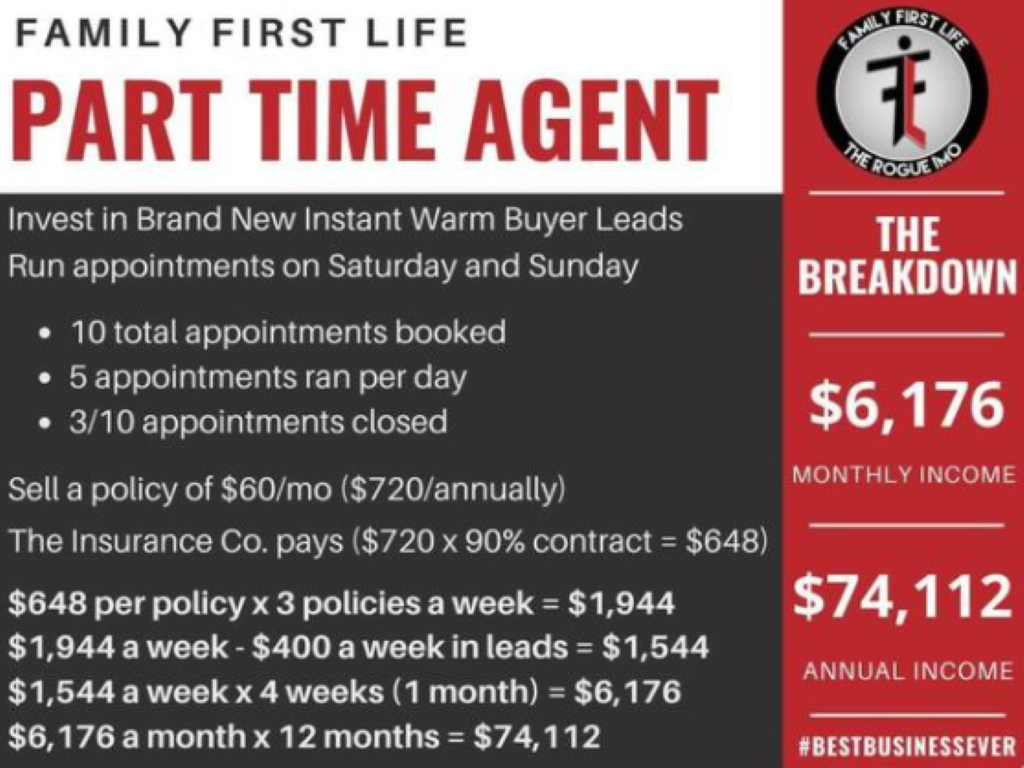 FAMILY FIRST LIFE
PART TIME AGENT
Invest in Brand New Instant Warm Buyer Leads
Run appointments on Saturday and Sunday
• 10 total appointments booked
• 5 appointments ran per day
• 3/10 appointments closed
Sell a policy of $60/mo ($720/annually)
The Insurance Co. pays ($720 x 90% contract = $648)
$648 per policy x 3 policies a week = $1,944
$1,944 a week - $400 a week in leads = $1,544
$1,544 a week x 4 weeks (1 month) = $6,176
$6,176 a month x 12 months = $74,112
FAMILY FIRST LIFE
THE ROGUE IMO
THE
BREAKDOWN
$6,176
MONTHLY INCOME
$74,112
ANNUAL INCOME
#BESTBUSINESSEVER